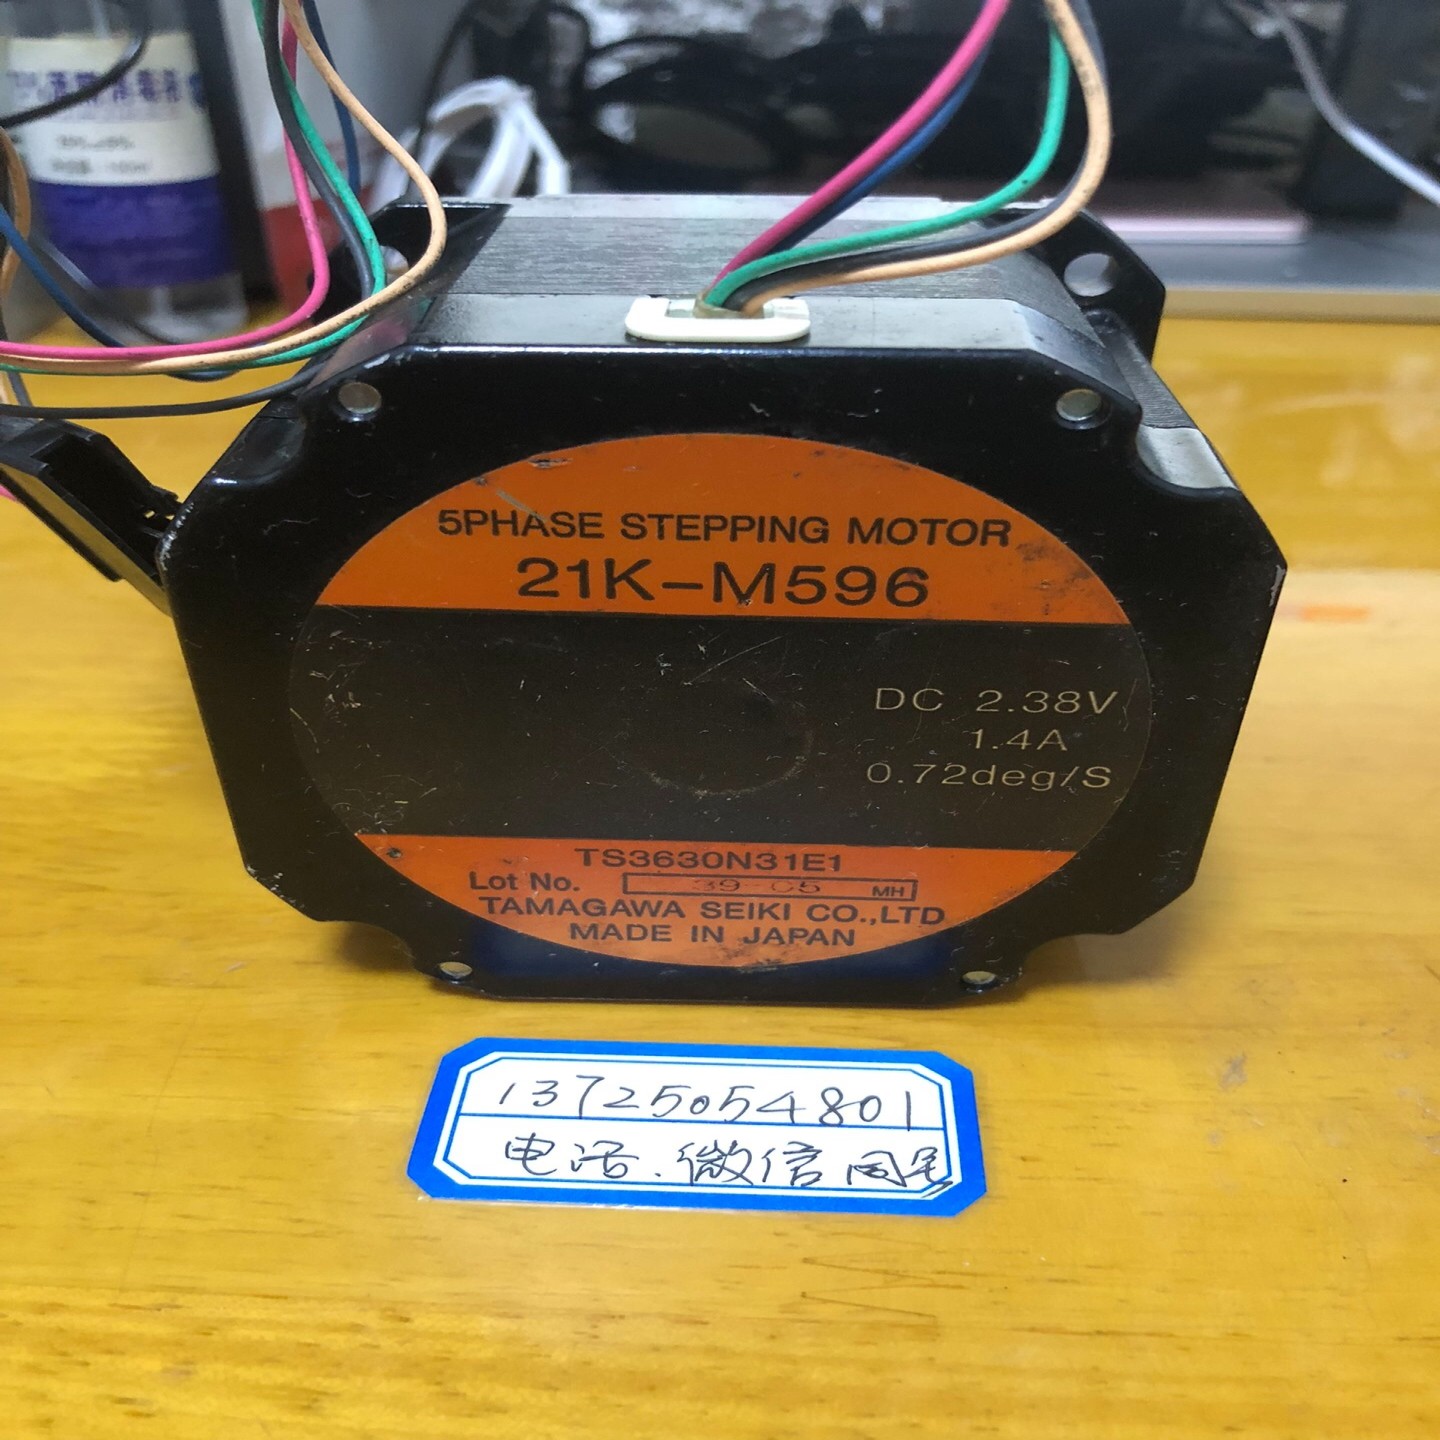 5PHASE STEPPING MOTOR
21K-M596
DC 2.38V
1.4A
0.72deg/S
TS3630N31E1
Lot No. 39-05 MH
TAMAGAWA SEIKI CO.,LTD
MADE IN JAPAN
13725054801
电话.微信同号